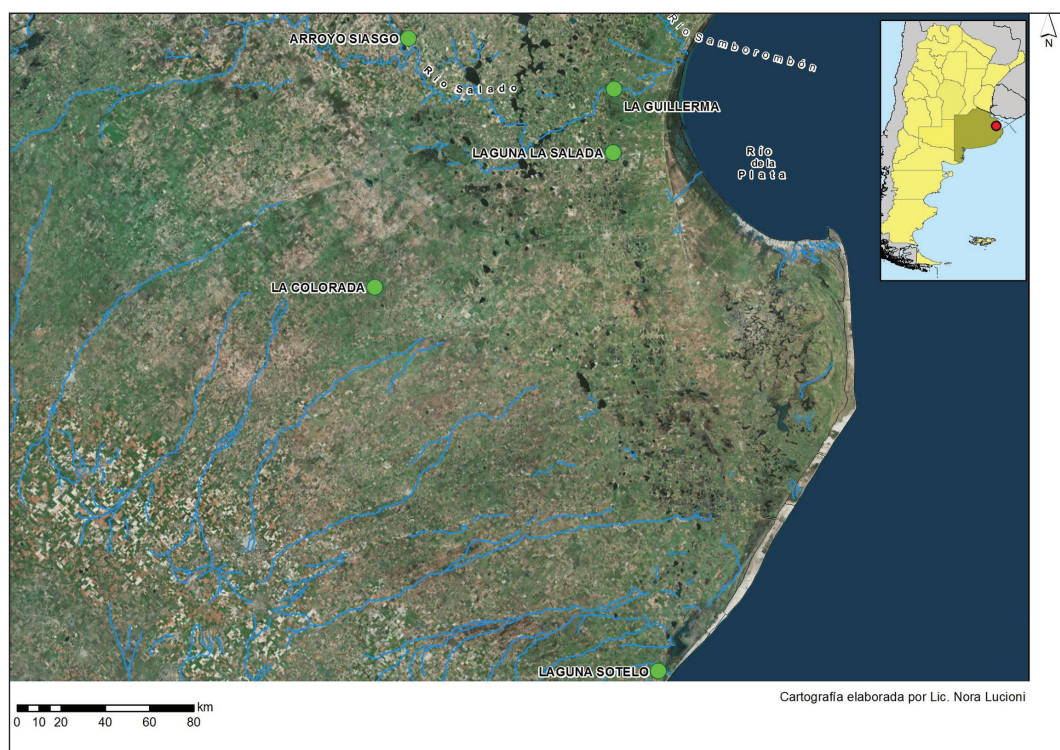 Río Samborombón
N
ARROYO SIASGO
Río Salado
LA GUILLERMA
LAGUNA LA SALADA
Río
de la
Plata
LA COLORADA
LAGUNA SOTELO
km
0 10 20 40 60 80
Cartografía elaborada por Lic. Nora Lucioni